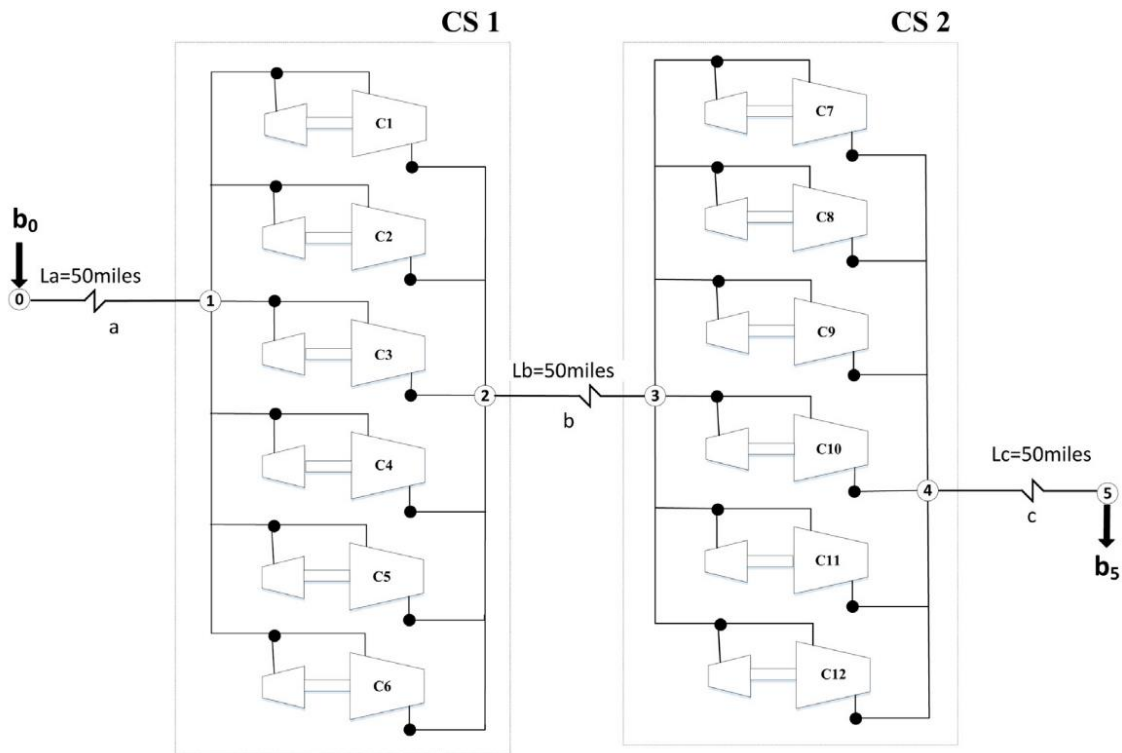 CS 1
CS 2
C1
C2
C3
C4
C5
C6
C7
C8
C9
C10
C11
C12
b₀
La=50miles
0
a
1
2
Lb=50miles
b
3
4
Lc=50miles
c
5
b₅